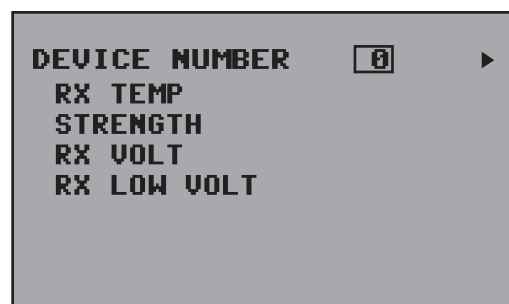 DEVICE NUMBER 0
RX TEMP
STRENGTH
RX VOLT
RX LOW VOLT